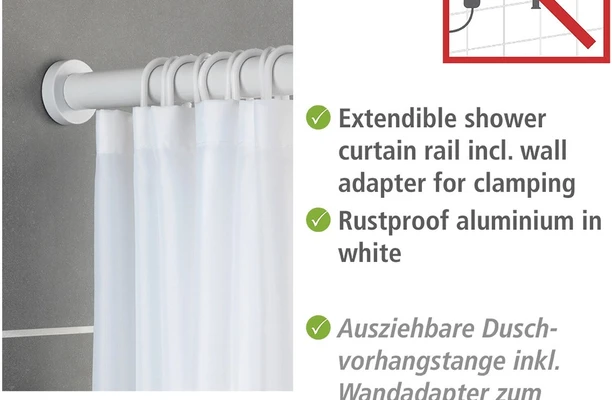 Extendible shower
curtain rail incl. wall
adapter for clamping
Rustproof aluminium in
white
Ausziehbare Dusch-
vorhangstange inkl.
Wandadapter zum